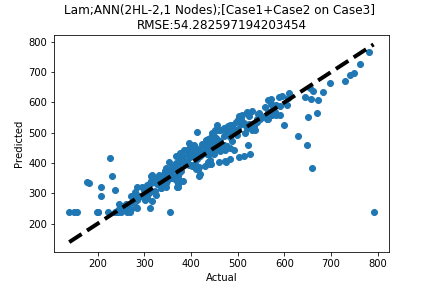 Lam;ANN(2HL-2,1 Nodes);[Case1+Case2 on Case3]
RMSE:54.282597194203454
800
700
600
500
400
300
200
Predicted
200 300 400 500 600 700 800
Actual